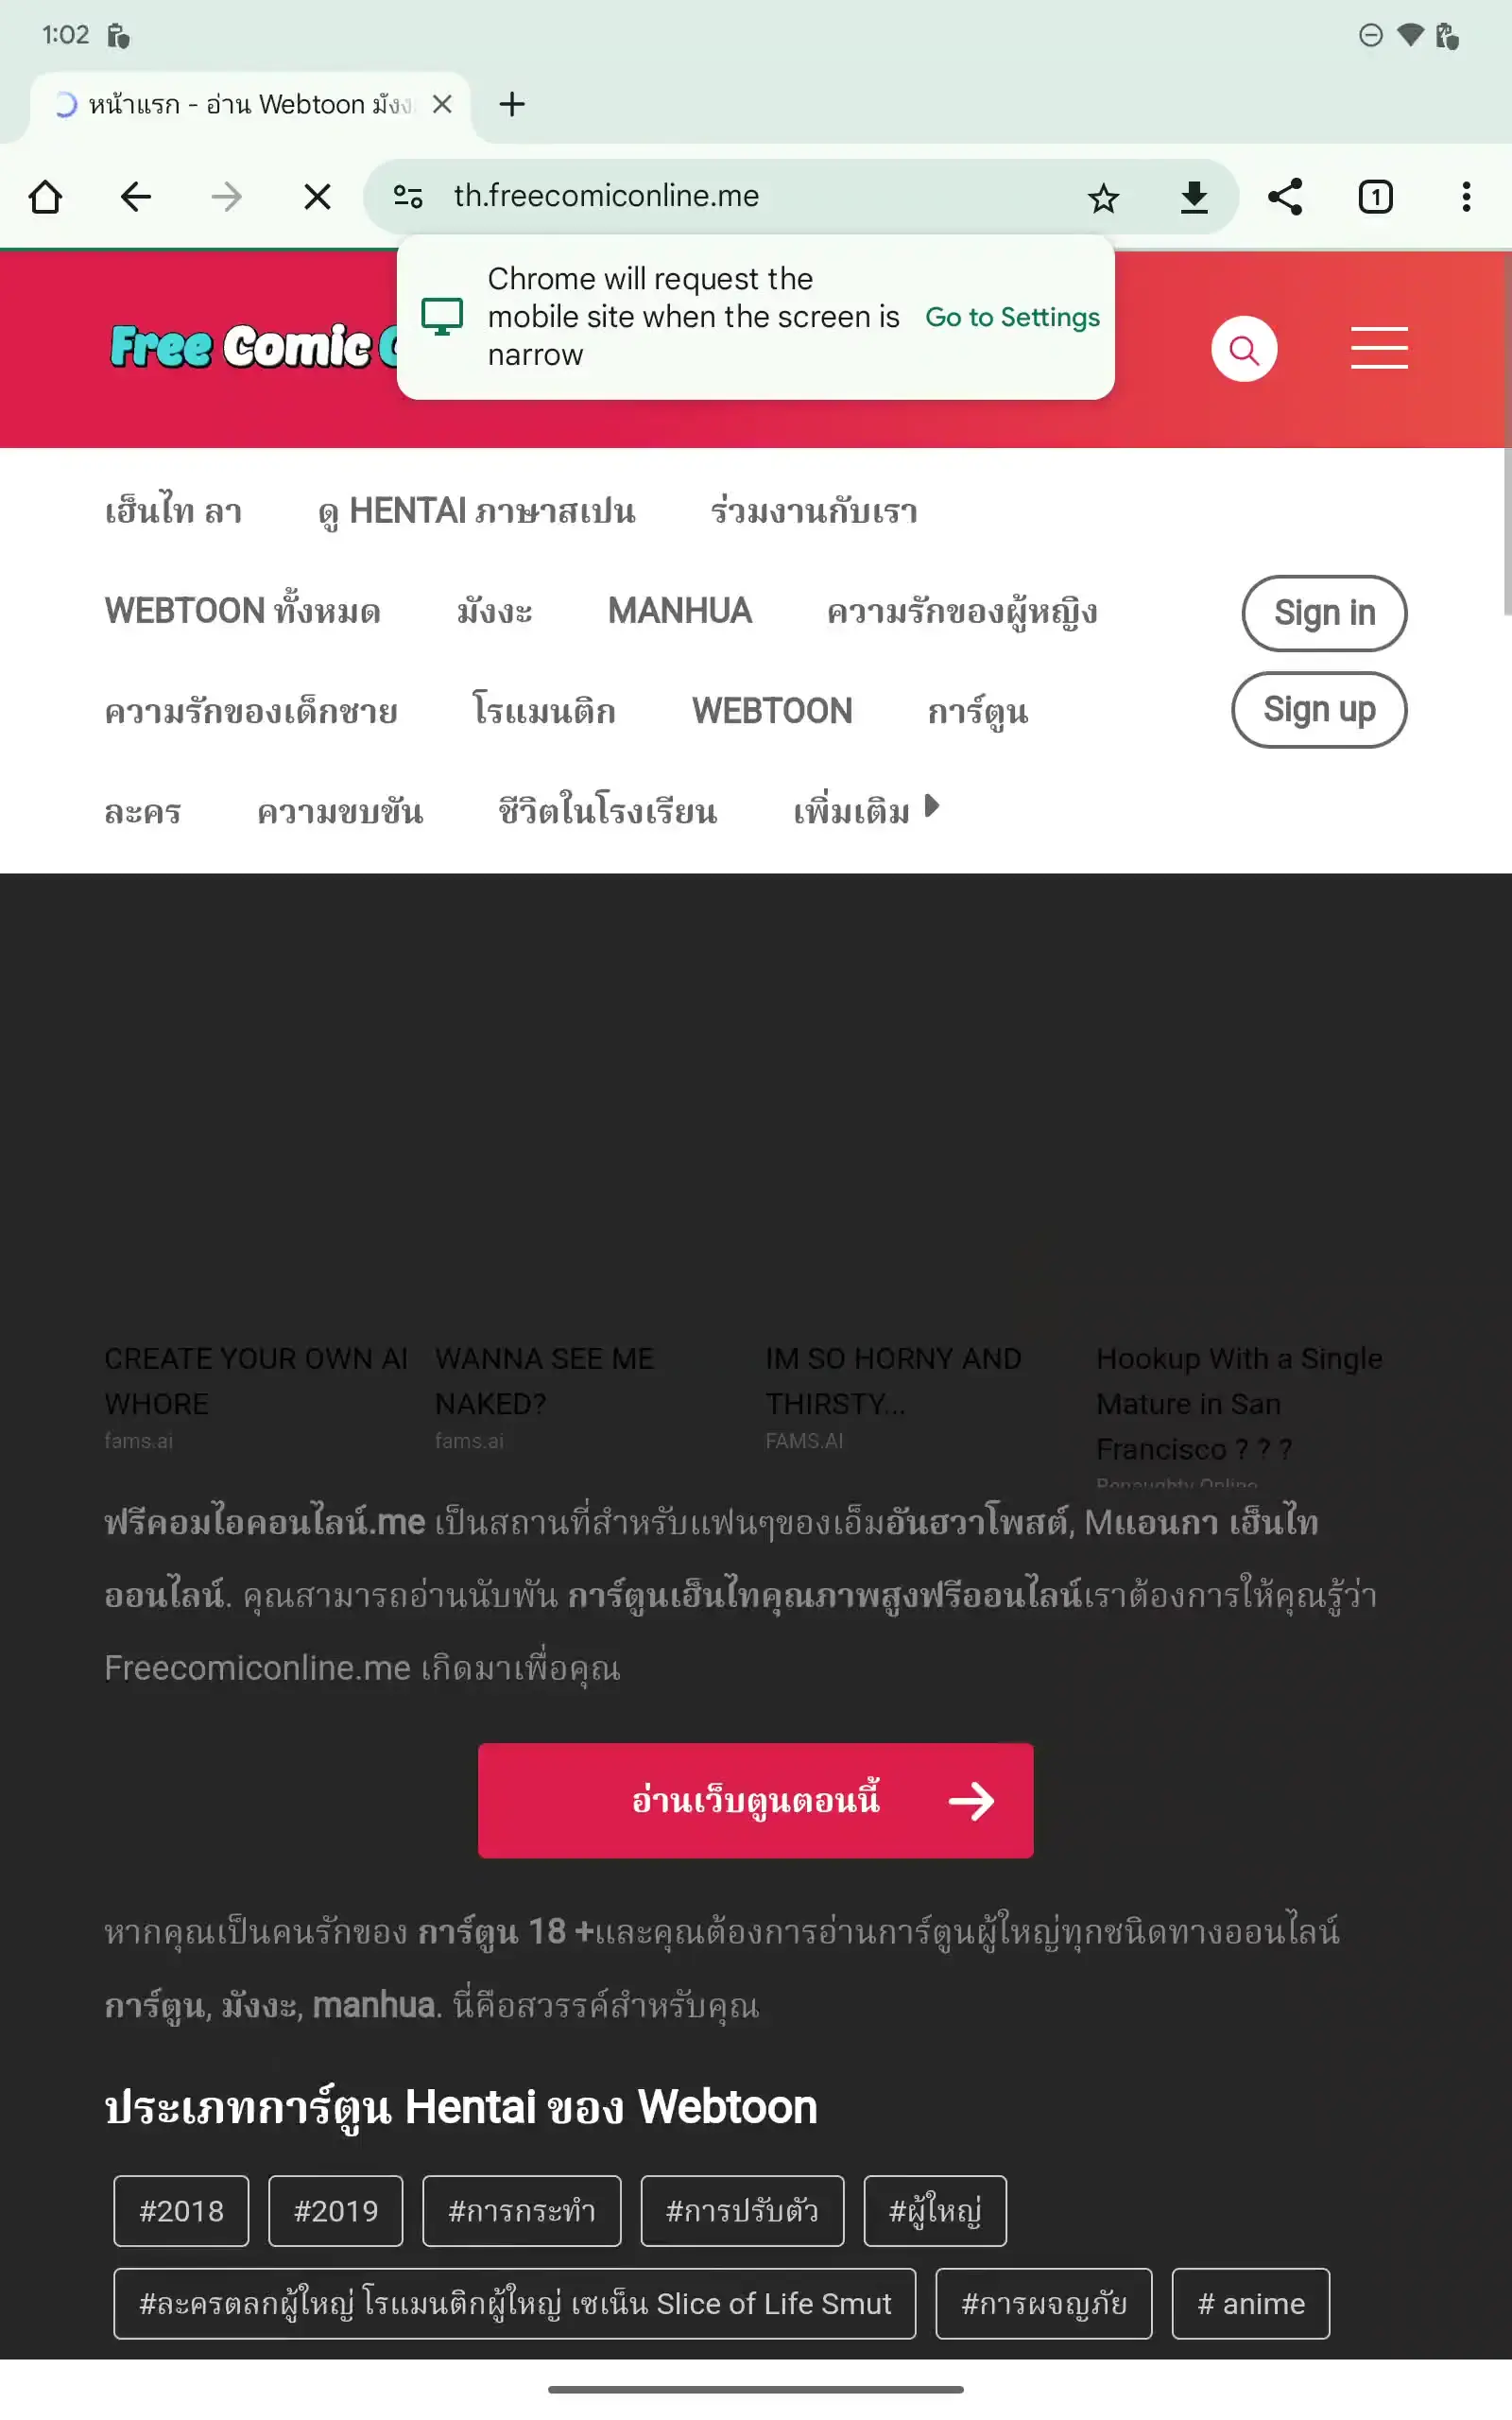 1:02
หน้าแรก - อ่าน Webtoon มังง
th.freecomiconline.me
1
Chrome will request the
mobile site when the screen is
narrow
Go to Settings
Free Comic
เฮ็นไท ลา ดู HENTAI ภาษาสเปน ร่วมงานกับเรา
WEBTOON ทั้งหมด มังงะ MANHUA ความรักของผู้หญิง
Sign in
ความรักของเด็กชาย โรแมนติก WEBTOON การ์ตูน
Sign up
ละคร ความขบขัน ชีวิตในโรงเรียน เพิ่มเติม
CREATE YOUR OWN AI
WHORE
fams.ai
WANNA SEE ME
NAKED?
fams.ai
IM SO HORNY AND
THIRSTY...
FAMS.AI
Hookup With a Single
Mature in San
Francisco ? ? ?
ฟรีคอมไอคอนไลน์.me เป็นสถานที่สำหรับแฟนๆของเอ็มอันฮวาโพสต์, Mแอนกา เฮ็นไท
ออนไลน์. คุณสามารถอ่านนับพัน การ์ตูนเฮ็นไทคุณภาพสูงฟรีออนไลน์เราต้องการให้คุณรู้ว่า
Freecomiconline.me เกิดมาเพื่อคุณ
อ่านเว็บตูนตอนนี้
หากคุณเป็นคนรักของ การ์ตูน 18 +และคุณต้องการอ่านการ์ตูนผู้ใหญ่ทุกชนิดทางออนไลน์
การ์ตูน, มังงะ, manhua. นี่คือสวรรค์สำหรับคุณ
ประเภทการ์ตูน Hentai ของ Webtoon
#2018 #2019 #การกระทำ #การปรับตัว #ผู้ใหญ่
#ละครตลกผู้ใหญ่ โรแมนติกผู้ใหญ่ เซเน็น Slice of Life Smut #การผจญภัย # anime